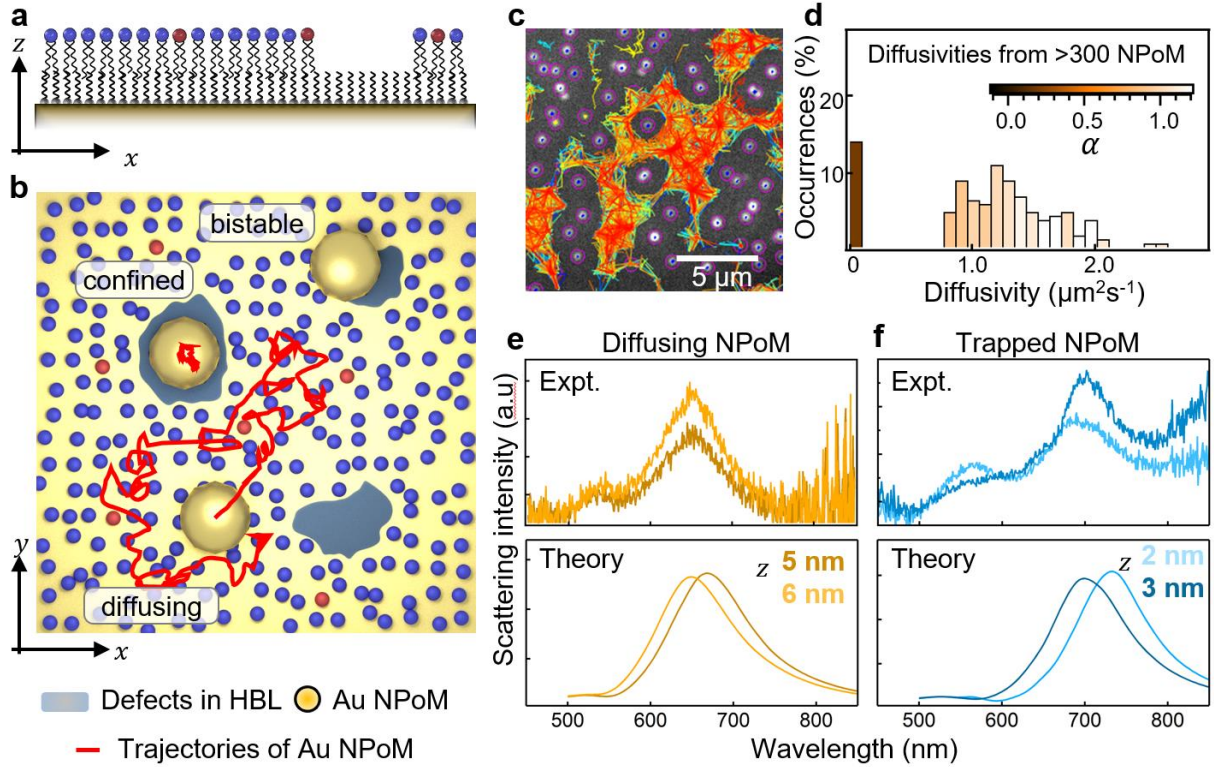 a
z
x
b
bistable
confined
diffusing
y
x
Defects in HBL
Au NPoM
Trajectories of Au NPoM
c
5 µm
d
Occurrences (%)
20
10
0
1.0
2.0
Diffusivities from >300 NPoM
0.0
0.5
1.0
α
Diffusivity (µm²s⁻¹)
e
Diffusing NPoM
Expt.
Theory
z
5 nm
6 nm
500
600
700
800
f
Trapped NPoM
Expt.
Theory
z
2 nm
3 nm
500
600
700
800
Scattering intensity (a.u)
Wavelength (nm)